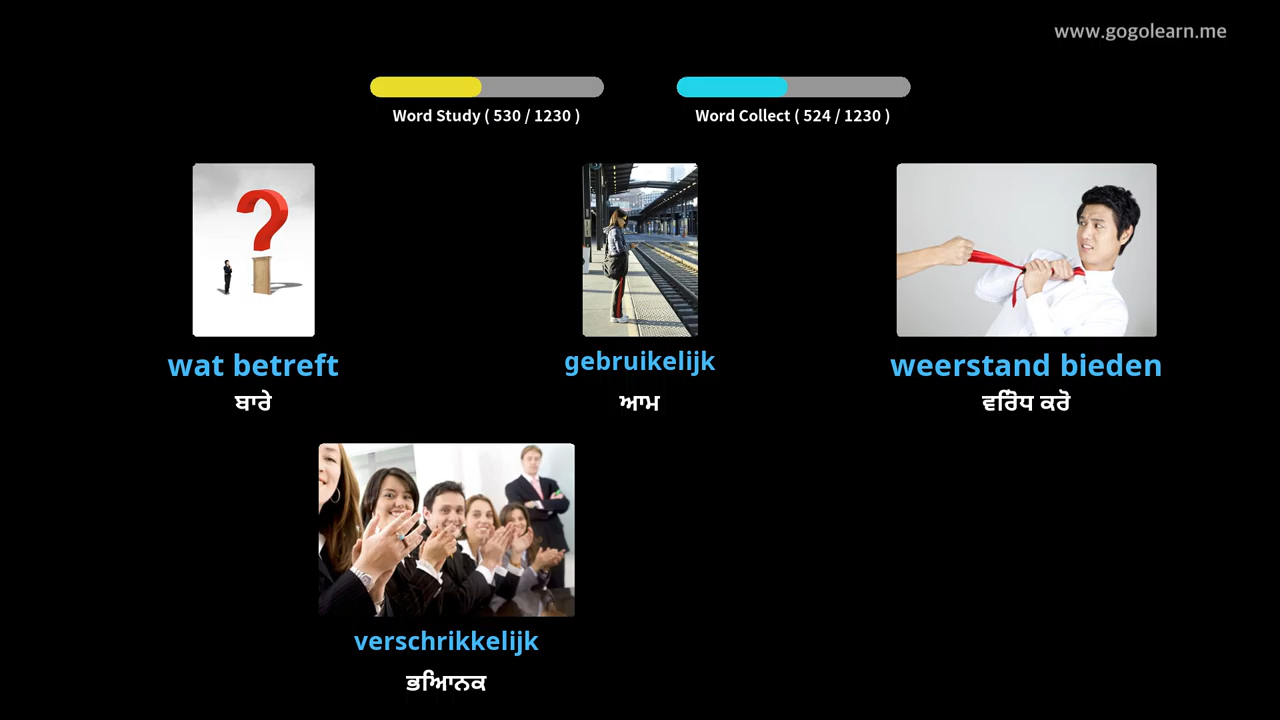 www.gogolearn.me
Word Study ( 530 / 1230 )
Word Collect ( 524 / 1230 )
wat betreft
gebruikelijk
weerstand bieden
ਬਾਰੇ
ਆਮ
ਵਿਰੋਧ ਕਰੋ
verschrikkelijk
ਭਿਆਨਕ